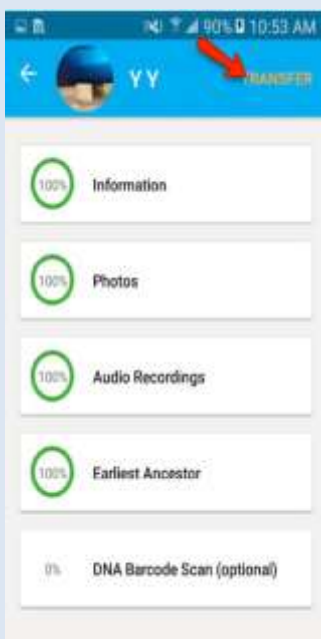 90% 10:53 AM
Y Y
TRANSFER
100% Information
100% Photos
100% Audio Recordings
100% Earliest Ancestor
0% DNA Barcode Scan (optional)